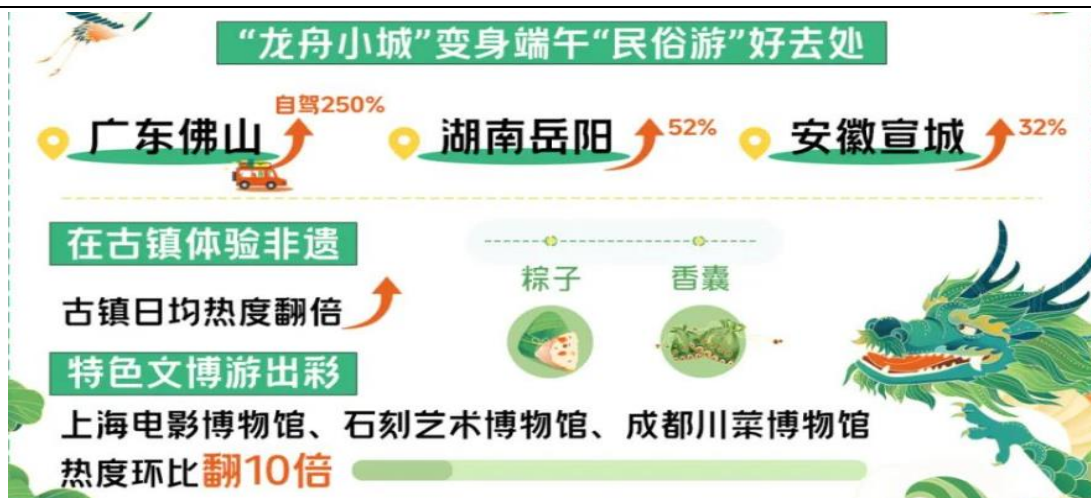 “龙舟小城”变身端午“民俗游”好去处
自驾250%
广东佛山
湖南岳阳
52%
安徽宣城
32%
在古镇体验非遗
古镇日均热度翻倍
粽子
香囊
特色文博游出彩
上海电影博物馆、石刻艺术博物馆、成都川菜博物馆
热度环比翻10倍